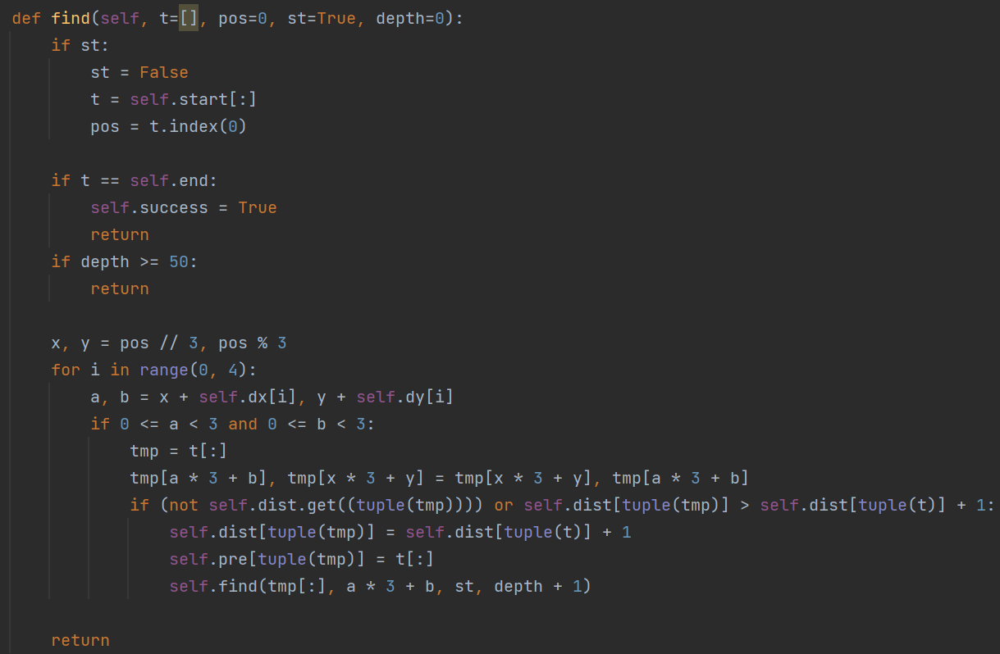 def find(self, t=[], pos=0, st=True, depth=0):
    if st:
        st = False
        t = self.start[:]
        pos = t.index(0)

    if t == self.end:
        self.success = True
        return
    if depth >= 50:
        return

    x, y = pos // 3, pos % 3
    for i in range(0, 4):
        a, b = x + self.dx[i], y + self.dy[i]
        if 0 <= a < 3 and 0 <= b < 3:
            tmp = t[:]
            tmp[a * 3 + b], tmp[x * 3 + y] = tmp[x * 3 + y], tmp[a * 3 + b]
            if (not self.dist.get((tuple(tmp)))) or self.dist[tuple(tmp)] > self.dist[tuple(t)] + 1:
                self.dist[tuple(tmp)] = self.dist[tuple(t)] + 1
                self.pre[tuple(tmp)] = t[:]
                self.find(tmp[:], a * 3 + b, st, depth + 1)

    return